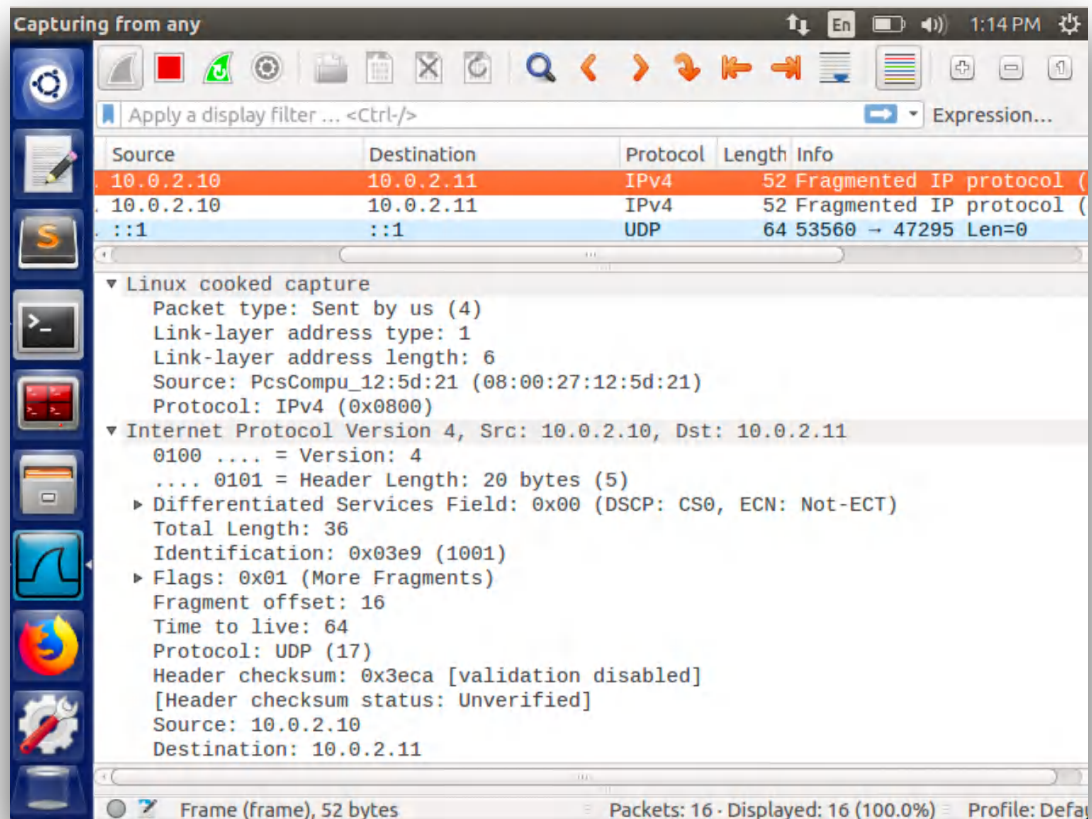 Capturing from any En 1:14 PM
Apply a display filter … <Ctrl-/> Expression…
Source Destination Protocol Length Info
10.0.2.10 10.0.2.11 IPv4 52 Fragmented IP protocol (
10.0.2.10 10.0.2.11 IPv4 52 Fragmented IP protocol (
::1 ::1 UDP 64 53560 → 47295 Len=0
Linux cooked capture
Packet type: Sent by us (4)
Link-layer address type: 1
Link-layer address length: 6
Source: PcsCompu_12:5d:21 (08:00:27:12:5d:21)
Protocol: IPv4 (0x0800)
Internet Protocol Version 4, Src: 10.0.2.10, Dst: 10.0.2.11
0100 .... = Version: 4
.... 0101 = Header Length: 20 bytes (5)
Differentiated Services Field: 0x00 (DSCP: CS0, ECN: Not-ECT)
Total Length: 36
Identification: 0x03e9 (1001)
Flags: 0x01 (More Fragments)
Fragment offset: 16
Time to live: 64
Protocol: UDP (17)
Header checksum: 0x3eca [validation disabled]
[Header checksum status: Unverified]
Source: 10.0.2.10
Destination: 10.0.2.11
Frame (frame), 52 bytes Packets: 16 · Displayed: 16 (100.0%) Profile: Defau